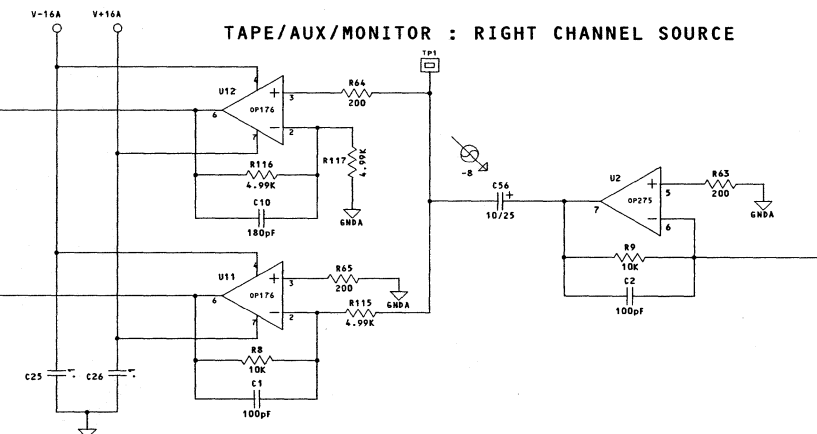 V-16A V+16A
TAPE/AUX/MONITOR : RIGHT CHANNEL SOURCE
TP1
U12
4
OP176
6
3
2
7
+
−
R64
200
R117
4.99K
R116
4.99K
C10
180pF
GNDA
-8
C56
+
10/25
U2
OP275
7
+
−
5
6
R63
200
GNDA
R9
10K
C2
100pF
U11
4
OP176
6
3
2
7
+
−
R65
200
GNDA
R115
4.99K
R8
10K
C1
100pF
C25 .1
C26 .1